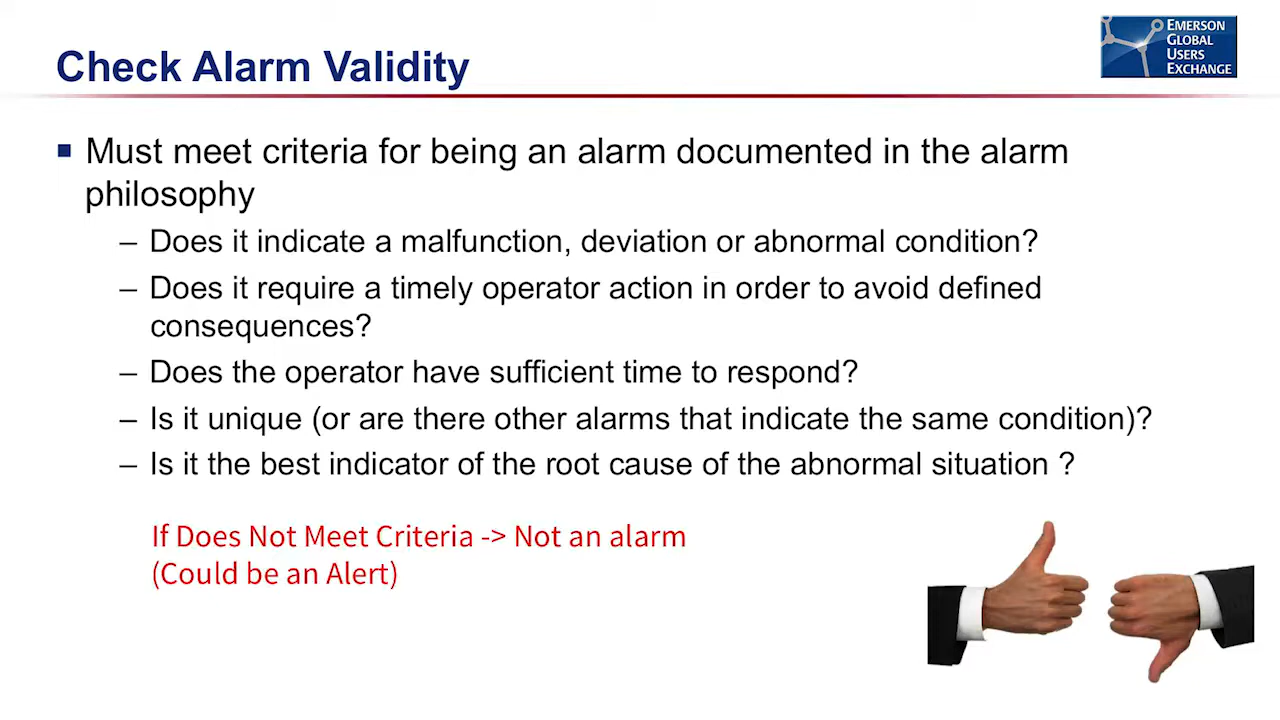 Check Alarm Validity
EMERSON
GLOBAL
USERS
EXCHANGE
Must meet criteria for being an alarm documented in the alarm
philosophy
– Does it indicate a malfunction, deviation or abnormal condition?
– Does it require a timely operator action in order to avoid defined
consequences?
– Does the operator have sufficient time to respond?
– Is it unique (or are there other alarms that indicate the same condition)?
– Is it the best indicator of the root cause of the abnormal situation ?
If Does Not Meet Criteria -> Not an alarm
(Could be an Alert)